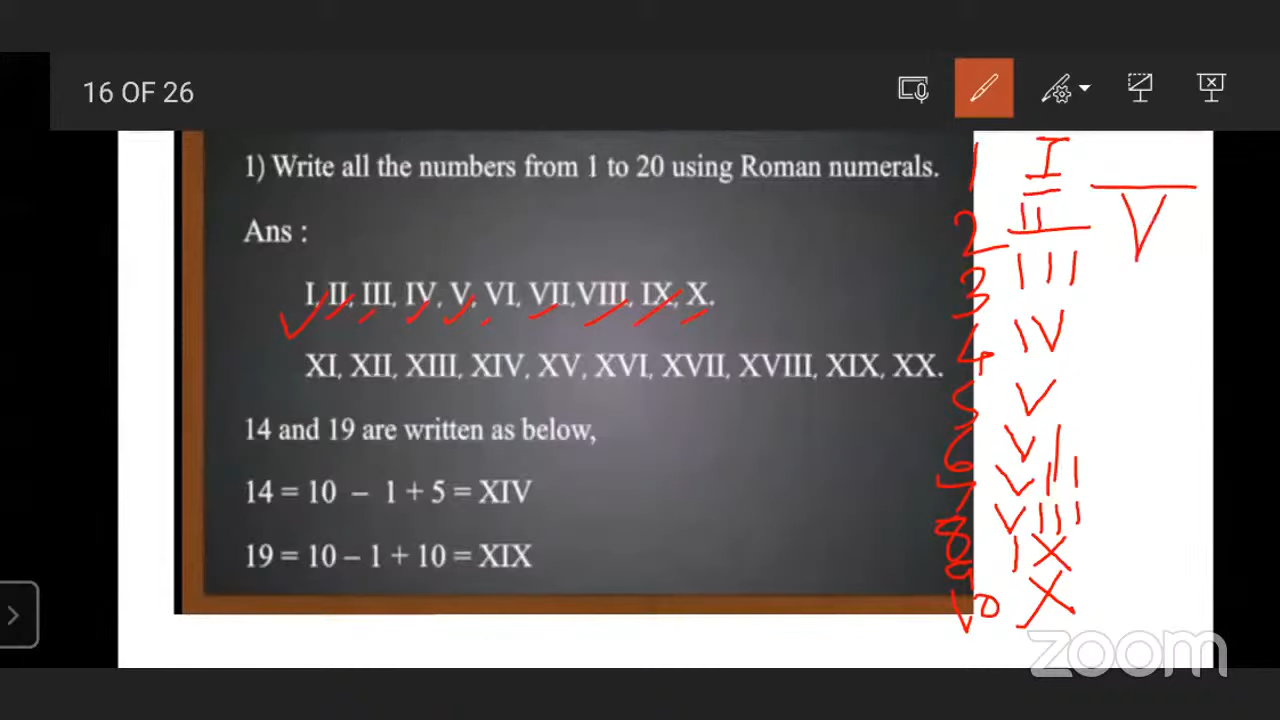 16 OF 26
1) Write all the numbers from 1 to 20 using Roman numerals.
Ans :
I, II, III, IV, V, VI, VII,VIII, IX, X.
XI, XII, XIII, XIV, XV, XVI, XVII, XVIII, XIX, XX.
14 and 19 are written as below,
14 = 10 – 1 + 5 = XIV
19 = 10 – 1 + 10 = XIX
1 I
2 II V
3 III
4 IV
5 V
6 VI
7 VII
8 VIII
9 IX
10 X
zoom